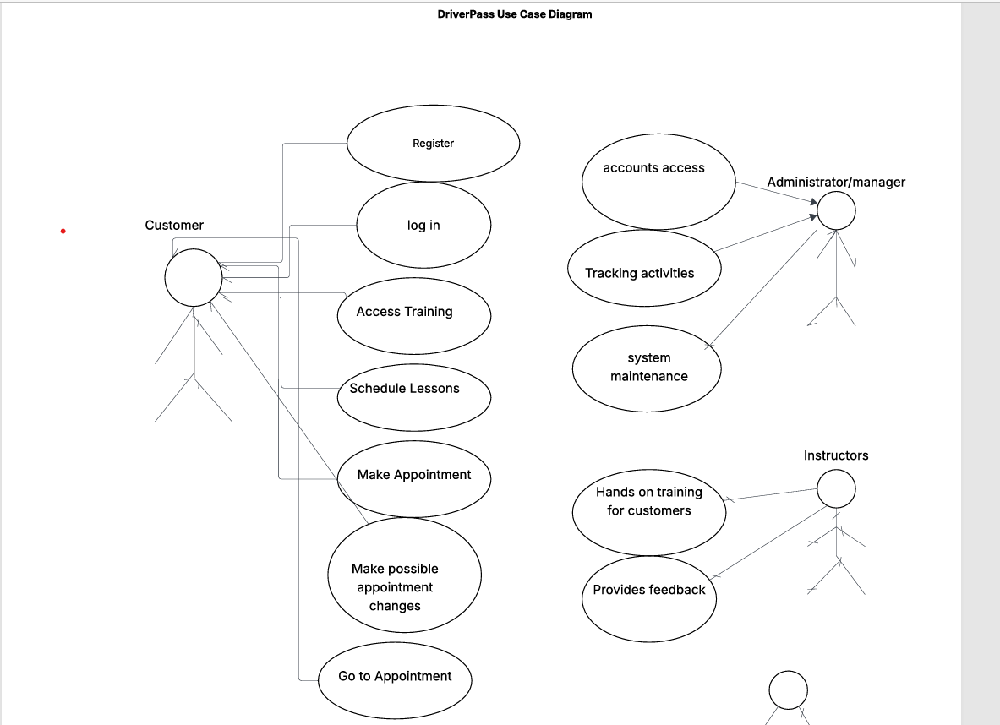 DriverPass Use Case Diagram
Register
log in
Customer
Access Training
Schedule Lessons
Make Appointment
Make possible
appointment
changes
Go to Appointment
accounts access
Administrator/manager
Tracking activities
system
maintenance
Instructors
Hands on training
for customers
Provides feedback